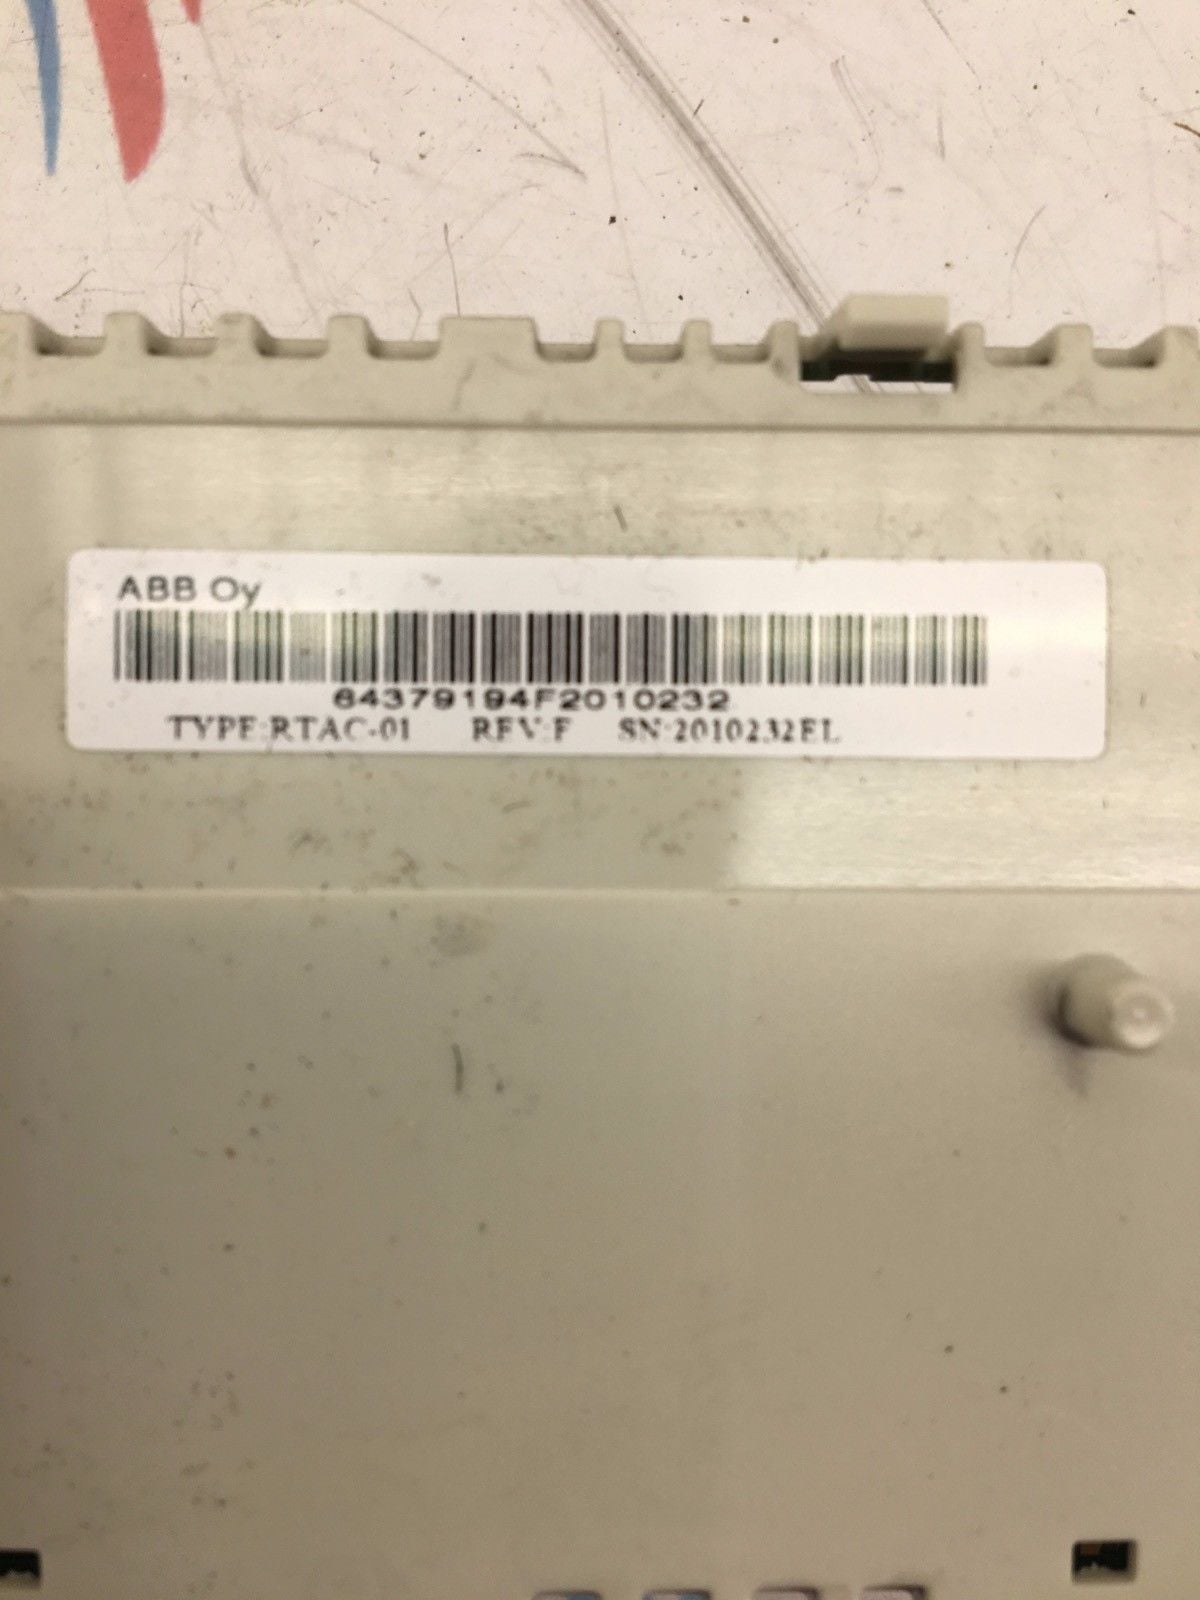 ABB Oy
64379194F2010232
TYPE:RTAC-01 REV:F SN:2010232EL